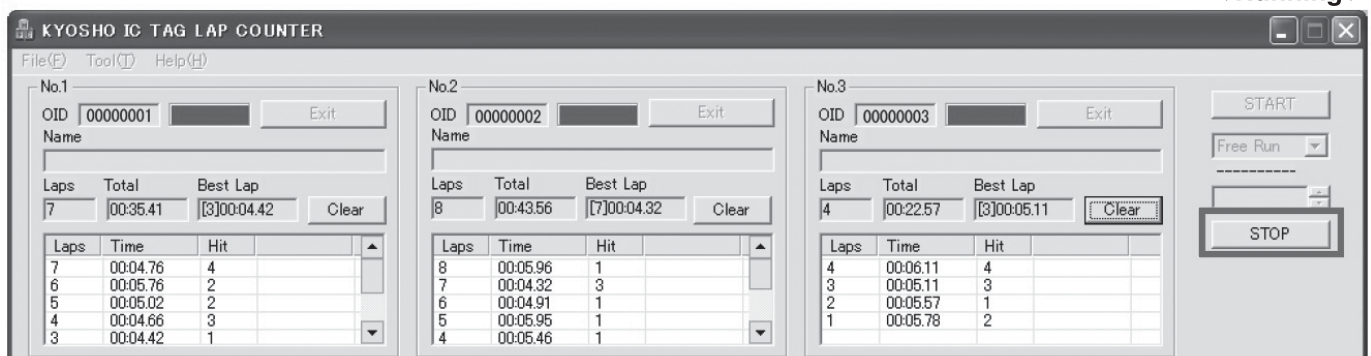 KYOSHO IC TAG LAP COUNTER
File(F) Tool(T) Help(H)
No.1
OID 00000001 Exit
Name
Laps Total Best Lap
7 00:35.41 [3]00:04.42 Clear
Laps Time Hit
7 00:04.76 4
6 00:05.76 2
5 00:05.02 2
4 00:04.66 3
3 00:04.42 1
No.2
OID 00000002 Exit
Name
Laps Total Best Lap
8 00:43.56 [7]00:04.32 Clear
Laps Time Hit
8 00:05.96 1
7 00:04.32 3
6 00:04.91 1
5 00:05.95 1
4 00:05.46 1
No.3
OID 00000003 Exit
Name
Laps Total Best Lap
4 00:22.57 [3]00:05.11 Clear
Laps Time Hit
4 00:06.11 4
3 00:05.11 3
2 00:05.57 1
1 00:05.78 2
START
Free Run
----------
STOP